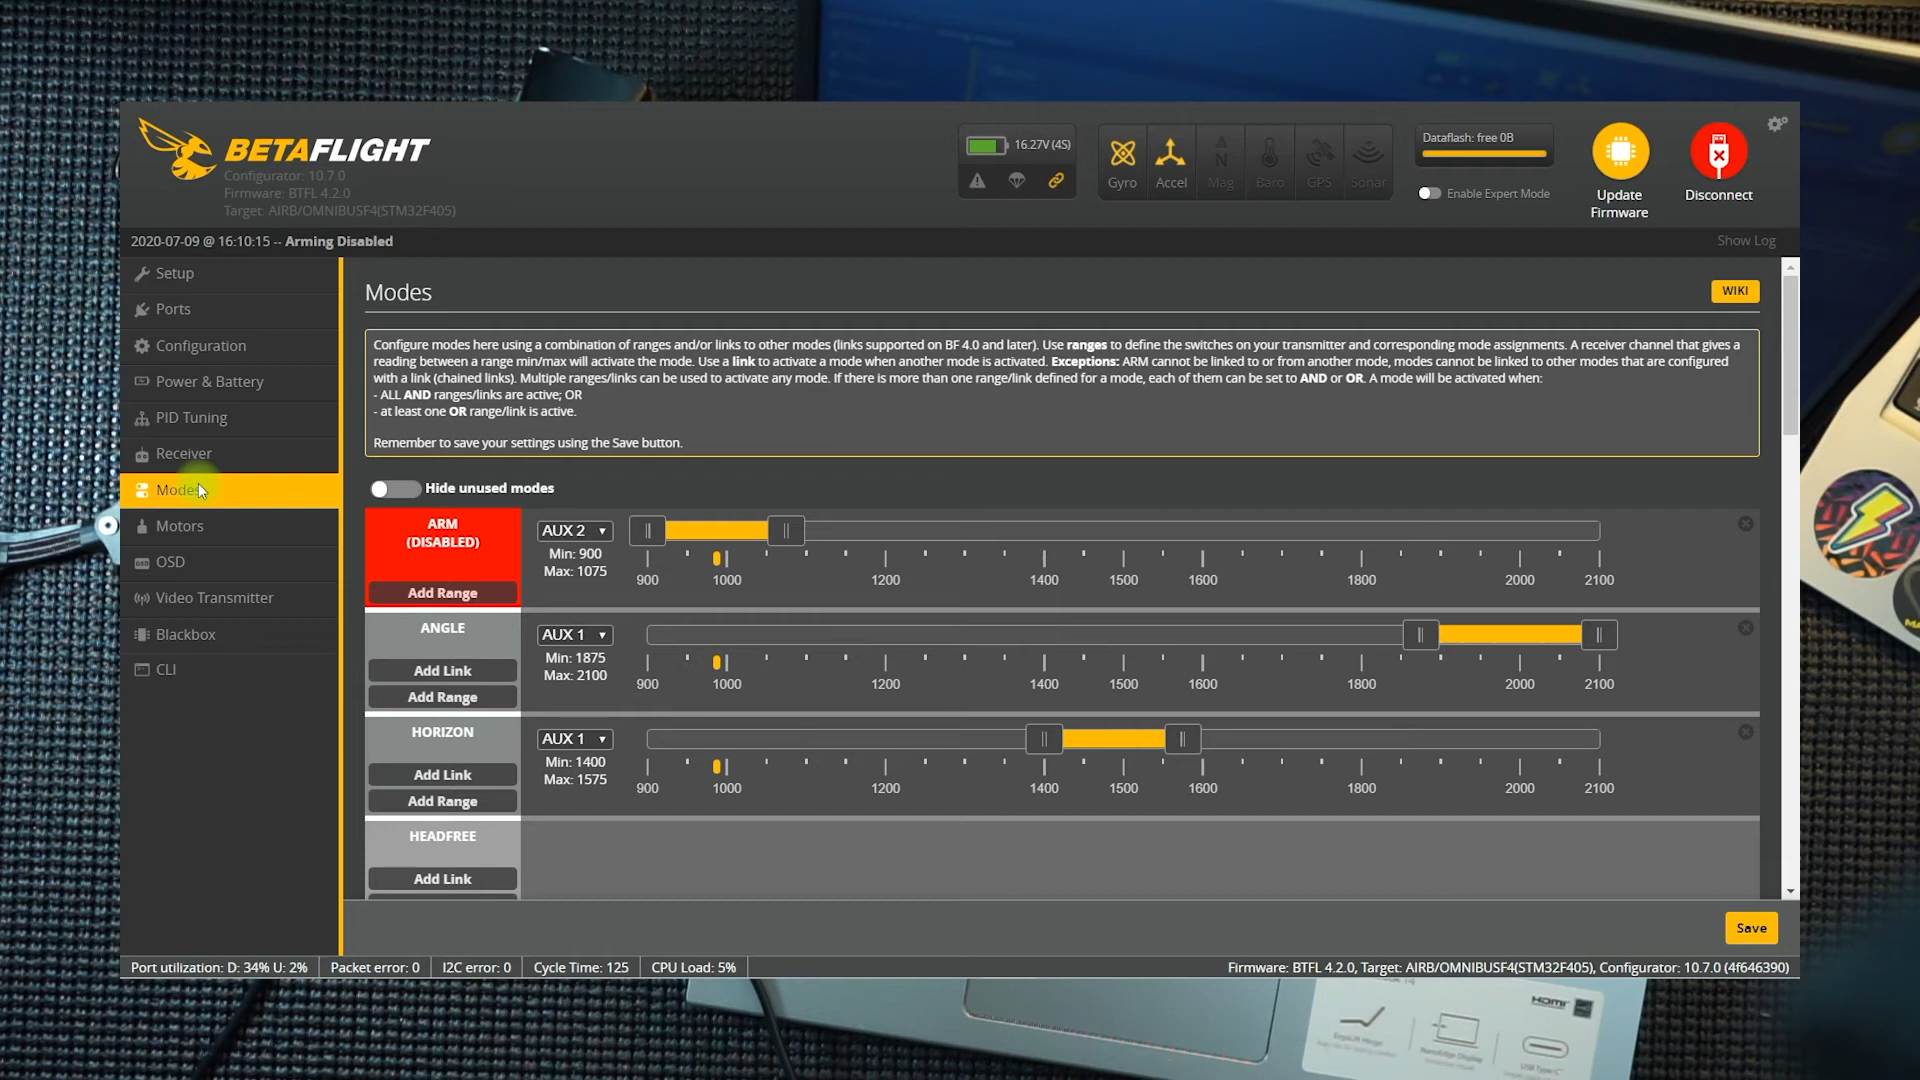 BETAFLIGHT
Configurator: 10.7.0
Firmware: BTFL 4.2.0
Target: AIRB/OMNIBUSF4(STM32F405)
16.27V (4S)
Gyro Accel Mag Baro GPS Sonar
Dataflash: free 0B
Enable Expert Mode
Update
Firmware
Disconnect
2020-07-09 @ 16:10:15 -- Arming Disabled
Show Log
Setup
Ports
Configuration
Power & Battery
PID Tuning
Receiver
Modes
Motors
OSD
Video Transmitter
Blackbox
CLI
Modes
WIKI
Configure modes here using a combination of ranges and/or links to other modes (links supported on BF 4.0 and later). Use ranges to define the switches on your transmitter and corresponding mode assignments. A receiver channel that gives a
reading between a range min/max will activate the mode. Use a link to activate a mode when another mode is activated. Exceptions: ARM cannot be linked to or from another mode, modes cannot be linked to other modes that are configured
with a link (chained links). Multiple ranges/links can be used to activate any mode. If there is more than one range/link defined for a mode, each of them can be set to AND or OR. A mode will be activated when:
- ALL AND ranges/links are active; OR
- at least one OR range/link is active.
Remember to save your settings using the Save button.
Hide unused modes
ARM
(DISABLED)
Add Range
AUX 2
Min: 900
Max: 1075
900 1000 1200 1400 1500 1600 1800 2000 2100
ANGLE
Add Link
Add Range
AUX 1
Min: 1875
Max: 2100
900 1000 1200 1400 1500 1600 1800 2000 2100
HORIZON
Add Link
Add Range
AUX 1
Min: 1400
Max: 1575
900 1000 1200 1400 1500 1600 1800 2000 2100
HEADFREE
Add Link
Save
Port utilization: D: 34% U: 2%
Packet error: 0
I2C error: 0
Cycle Time: 125
CPU Load: 5%
Firmware: BTFL 4.2.0, Target: AIRB/OMNIBUSF4(STM32F405), Configurator: 10.7.0 (4f646390)
HDMI
ErgoLift Hinge
NanoEdge Display
USB Type C